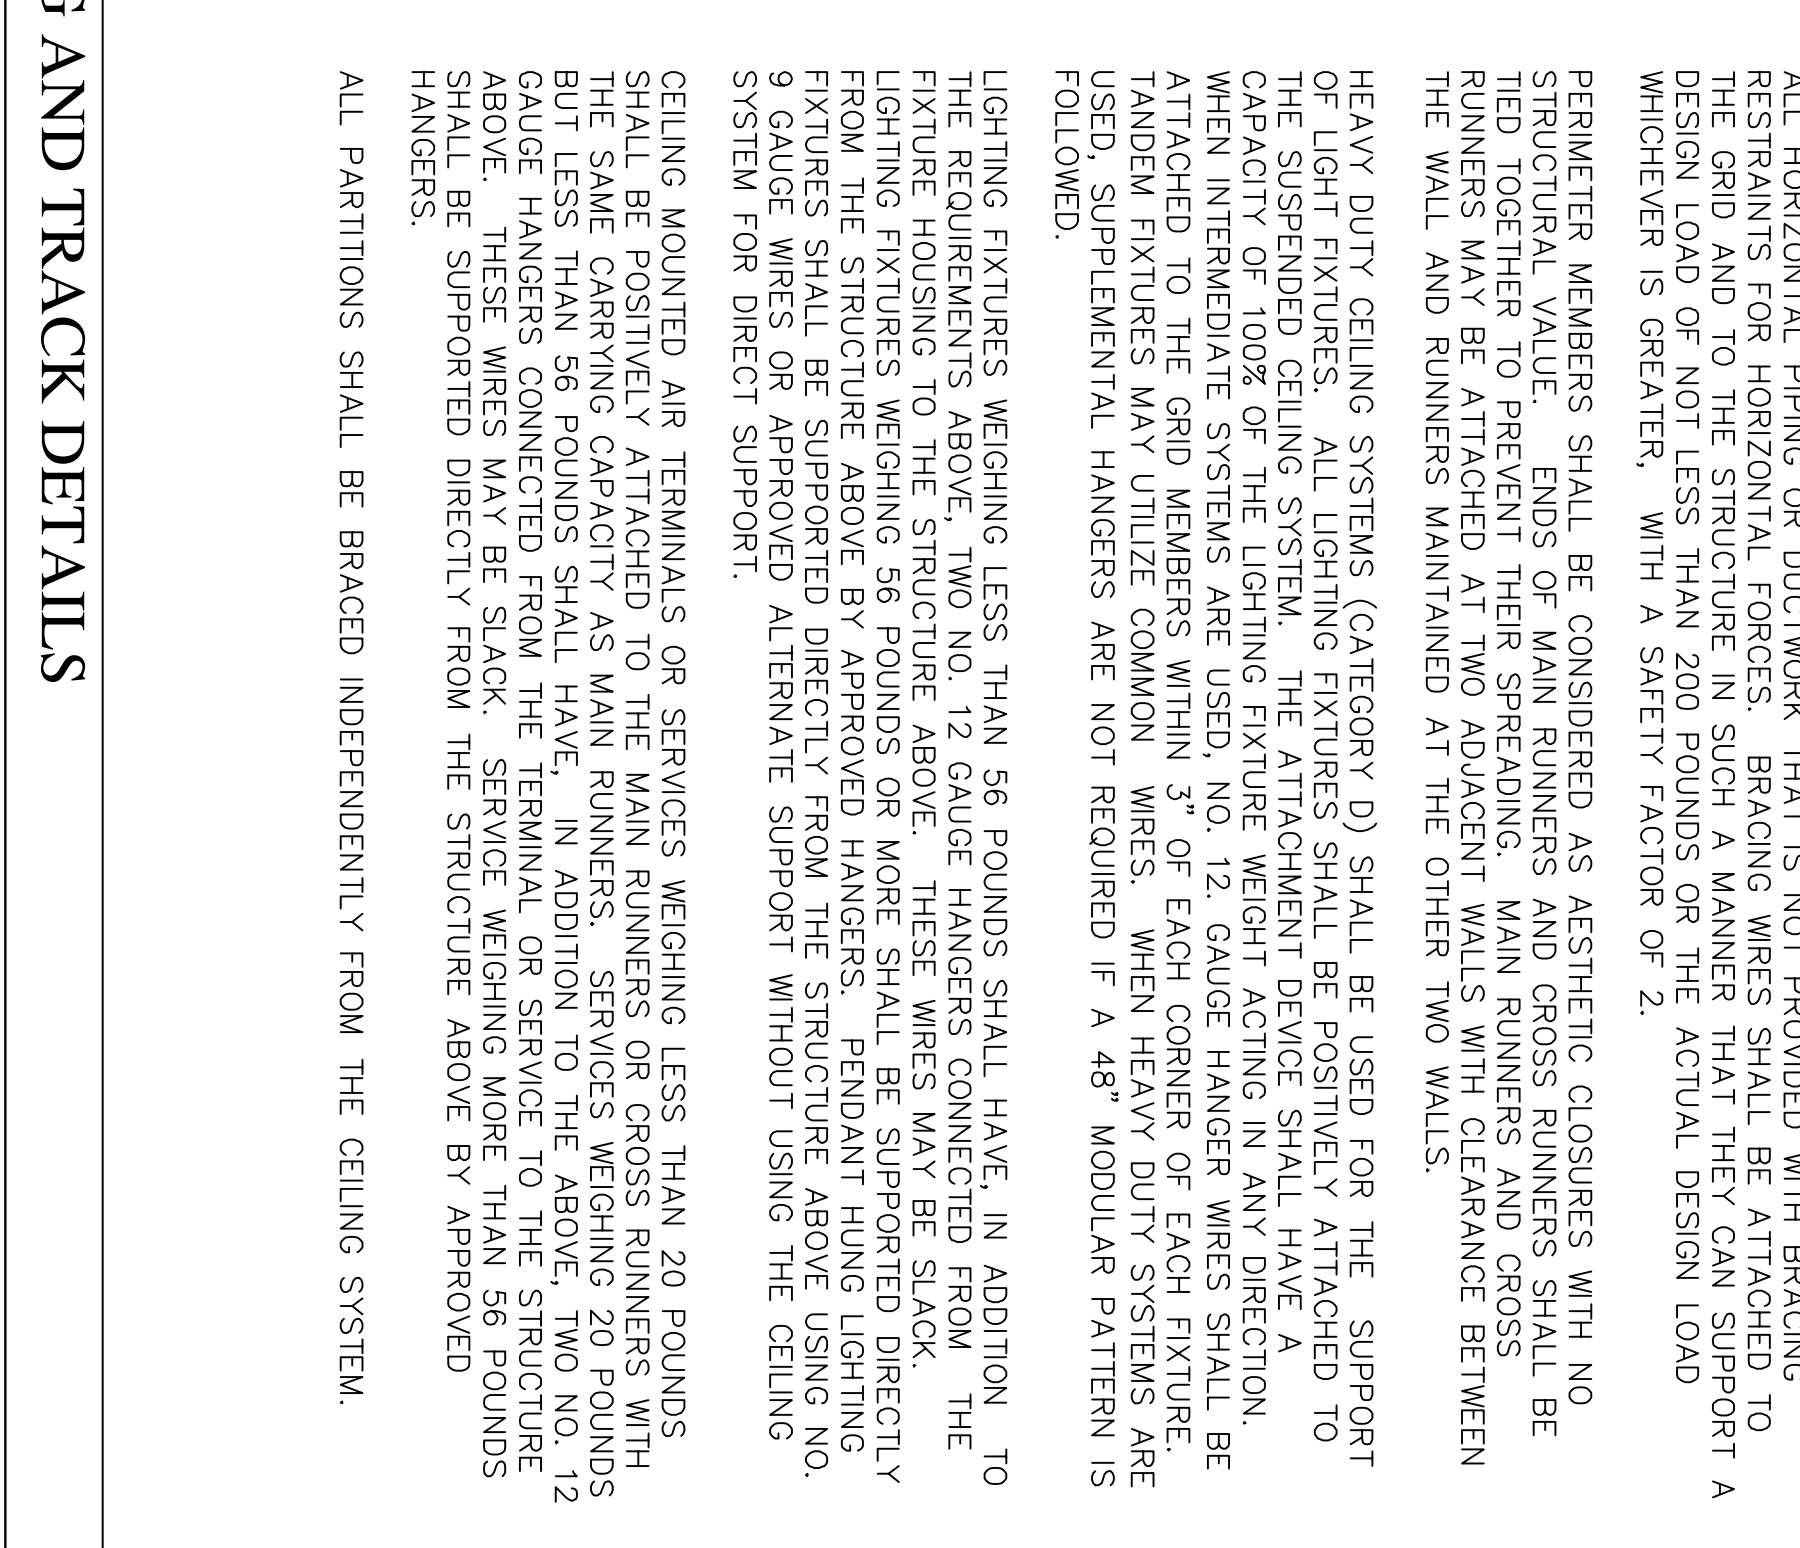 ALL HORIZONTAL PIPING OR DUCTWORK THAT IS NOT PROVIDED WITH BRACING
RESTRAINTS FOR HORIZONTAL FORCES. BRACING WIRES SHALL BE ATTACHED TO
THE GRID AND TO THE STRUCTURE IN SUCH A MANNER THAT THEY CAN SUPPORT A
DESIGN LOAD OF NOT LESS THAN 200 POUNDS OR THE ACTUAL DESIGN LOAD
WHICHEVER IS GREATER, WITH A SAFETY FACTOR OF 2.
PERIMETER MEMBERS SHALL BE CONSIDERED AS AESTHETIC CLOSURES WITH NO
STRUCTURAL VALUE. ENDS OF MAIN RUNNERS AND CROSS RUNNERS SHALL BE
TIED TOGETHER TO PREVENT THEIR SPREADING. MAIN RUNNERS AND CROSS
RUNNERS MAY BE ATTACHED AT TWO ADJACENT WALLS WITH CLEARANCE BETWEEN
THE WALL AND RUNNERS MAINTAINED AT THE OTHER TWO WALLS.
HEAVY DUTY CEILING SYSTEMS (CATEGORY D) SHALL BE USED FOR THE SUPPORT
OF LIGHT FIXTURES. ALL LIGHTING FIXTURES SHALL BE POSITIVELY ATTACHED TO
THE SUSPENDED CEILING SYSTEM. THE ATTACHMENT DEVICE SHALL HAVE A
CAPACITY OF 100% OF THE LIGHTING FIXTURE WEIGHT ACTING IN ANY DIRECTION.
WHEN INTERMEDIATE SYSTEMS ARE USED, NO. 12. GAUGE HANGER WIRES SHALL BE
ATTACHED TO THE GRID MEMBERS WITHIN 3” OF EACH CORNER OF EACH FIXTURE.
TANDEM FIXTURES MAY UTILIZE COMMON WIRES. WHEN HEAVY DUTY SYSTEMS ARE
USED, SUPPLEMENTAL HANGERS ARE NOT REQUIRED IF A 48” MODULAR PATTERN IS
FOLLOWED.
LIGHTING FIXTURES WEIGHING LESS THAN 56 POUNDS SHALL HAVE, IN ADDITION TO
THE REQUIREMENTS ABOVE, TWO NO. 12 GAUGE HANGERS CONNECTED FROM THE
FIXTURE HOUSING TO THE STRUCTURE ABOVE. THESE WIRES MAY BE SLACK.
LIGHTING FIXTURES WEIGHING 56 POUNDS OR MORE SHALL BE SUPPORTED DIRECTLY
FROM THE STRUCTURE ABOVE BY APPROVED HANGERS. PENDANT HUNG LIGHTING
FIXTURES SHALL BE SUPPORTED DIRECTLY FROM THE STRUCTURE ABOVE USING NO.
9 GAUGE WIRES OR APPROVED ALTERNATE SUPPORT WITHOUT USING THE CEILING
SYSTEM FOR DIRECT SUPPORT.
CEILING MOUNTED AIR TERMINALS OR SERVICES WEIGHING LESS THAN 20 POUNDS
SHALL BE POSITIVELY ATTACHED TO THE MAIN RUNNERS OR CROSS RUNNERS WITH
THE SAME CARRYING CAPACITY AS MAIN RUNNERS. SERVICES WEIGHING 20 POUNDS
BUT LESS THAN 56 POUNDS SHALL HAVE, IN ADDITION TO THE ABOVE, TWO NO. 12
GAUGE HANGERS CONNECTED FROM THE TERMINAL OR SERVICE TO THE STRUCTURE
ABOVE. THESE WIRES MAY BE SLACK. SERVICE WEIGHING MORE THAN 56 POUNDS
SHALL BE SUPPORTED DIRECTLY FROM THE STRUCTURE ABOVE BY APPROVED
HANGERS.
ALL PARTITIONS SHALL BE BRACED INDEPENDENTLY FROM THE CEILING SYSTEM.
AND TRACK DETAILS